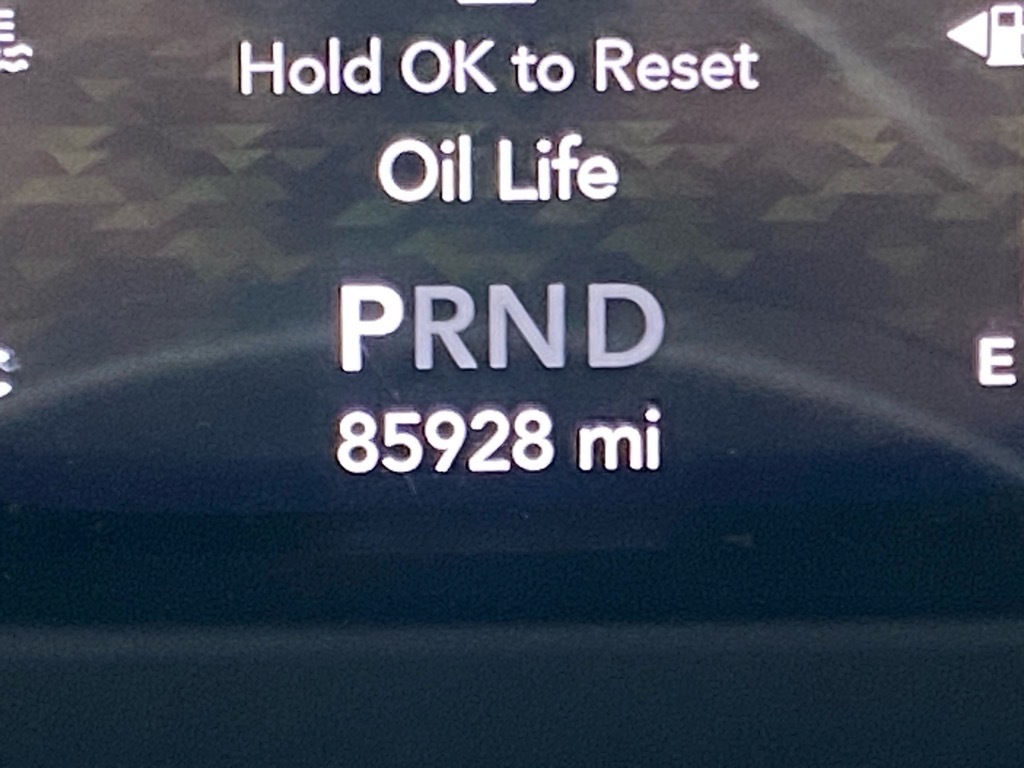 Hold OK to Reset
Oil Life
PRND
E
85928 mi